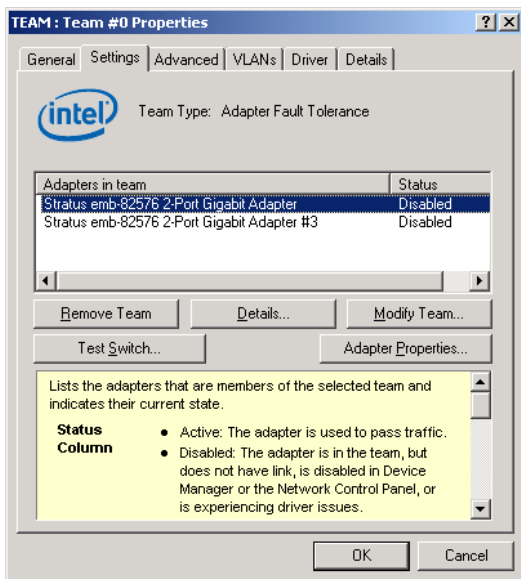 TEAM : Team #0 Properties
General Settings Advanced VLANs Driver Details
intel
Team Type: Adapter Fault Tolerance
Adapters in team Status
Stratus emb-82576 2-Port Gigabit Adapter Disabled
Stratus emb-82576 2-Port Gigabit Adapter #3 Disabled
Remove Team Details... Modify Team...
Test Switch... Adapter Properties...
Lists the adapters that are members of the selected team and
indicates their current state.
Status
Column
• Active: The adapter is used to pass traffic.
• Disabled: The adapter is in the team, but
does not have link, is disabled in Device
Manager or the Network Control Panel, or
is experiencing driver issues.
OK Cancel